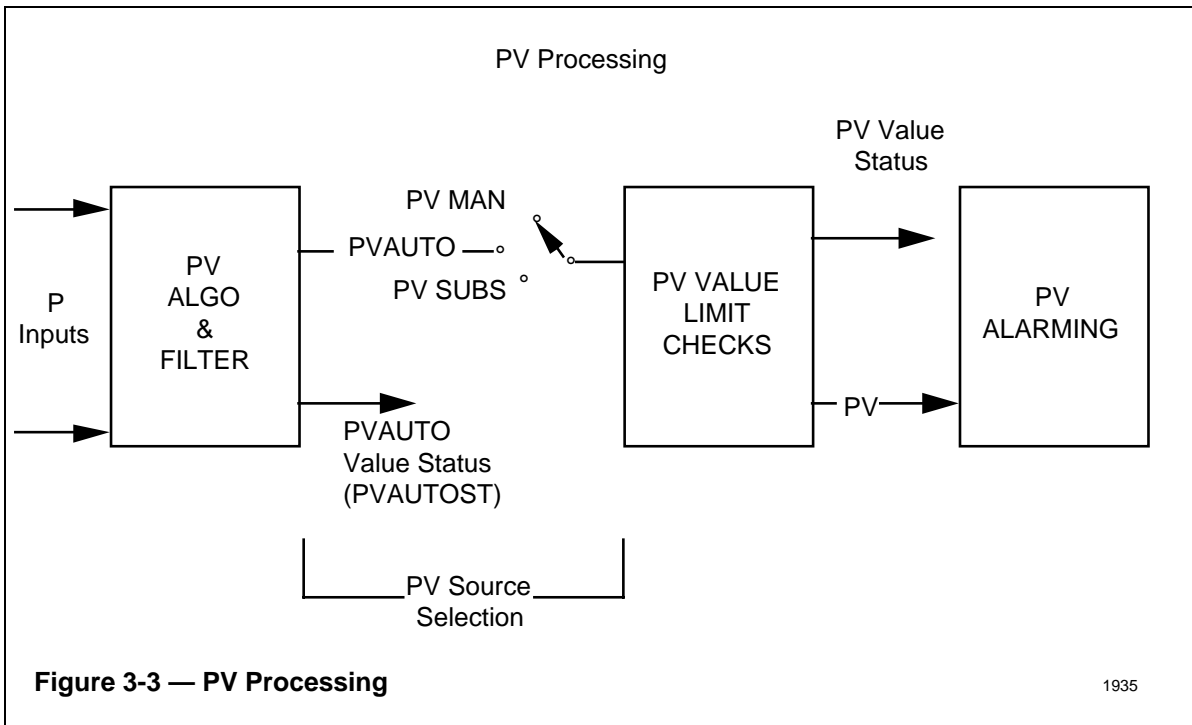 PV Processing
PV Value
Status
P
Inputs
PV
ALGO
&
FILTER
PV MAN
PVAUTO
PV SUBS
PVAUTO
Value Status
(PVAUTOST)
PV Source
Selection
PV VALUE
LIMIT
CHECKS
PV
PV
ALARMING
Figure 3-3 — PV Processing
1935